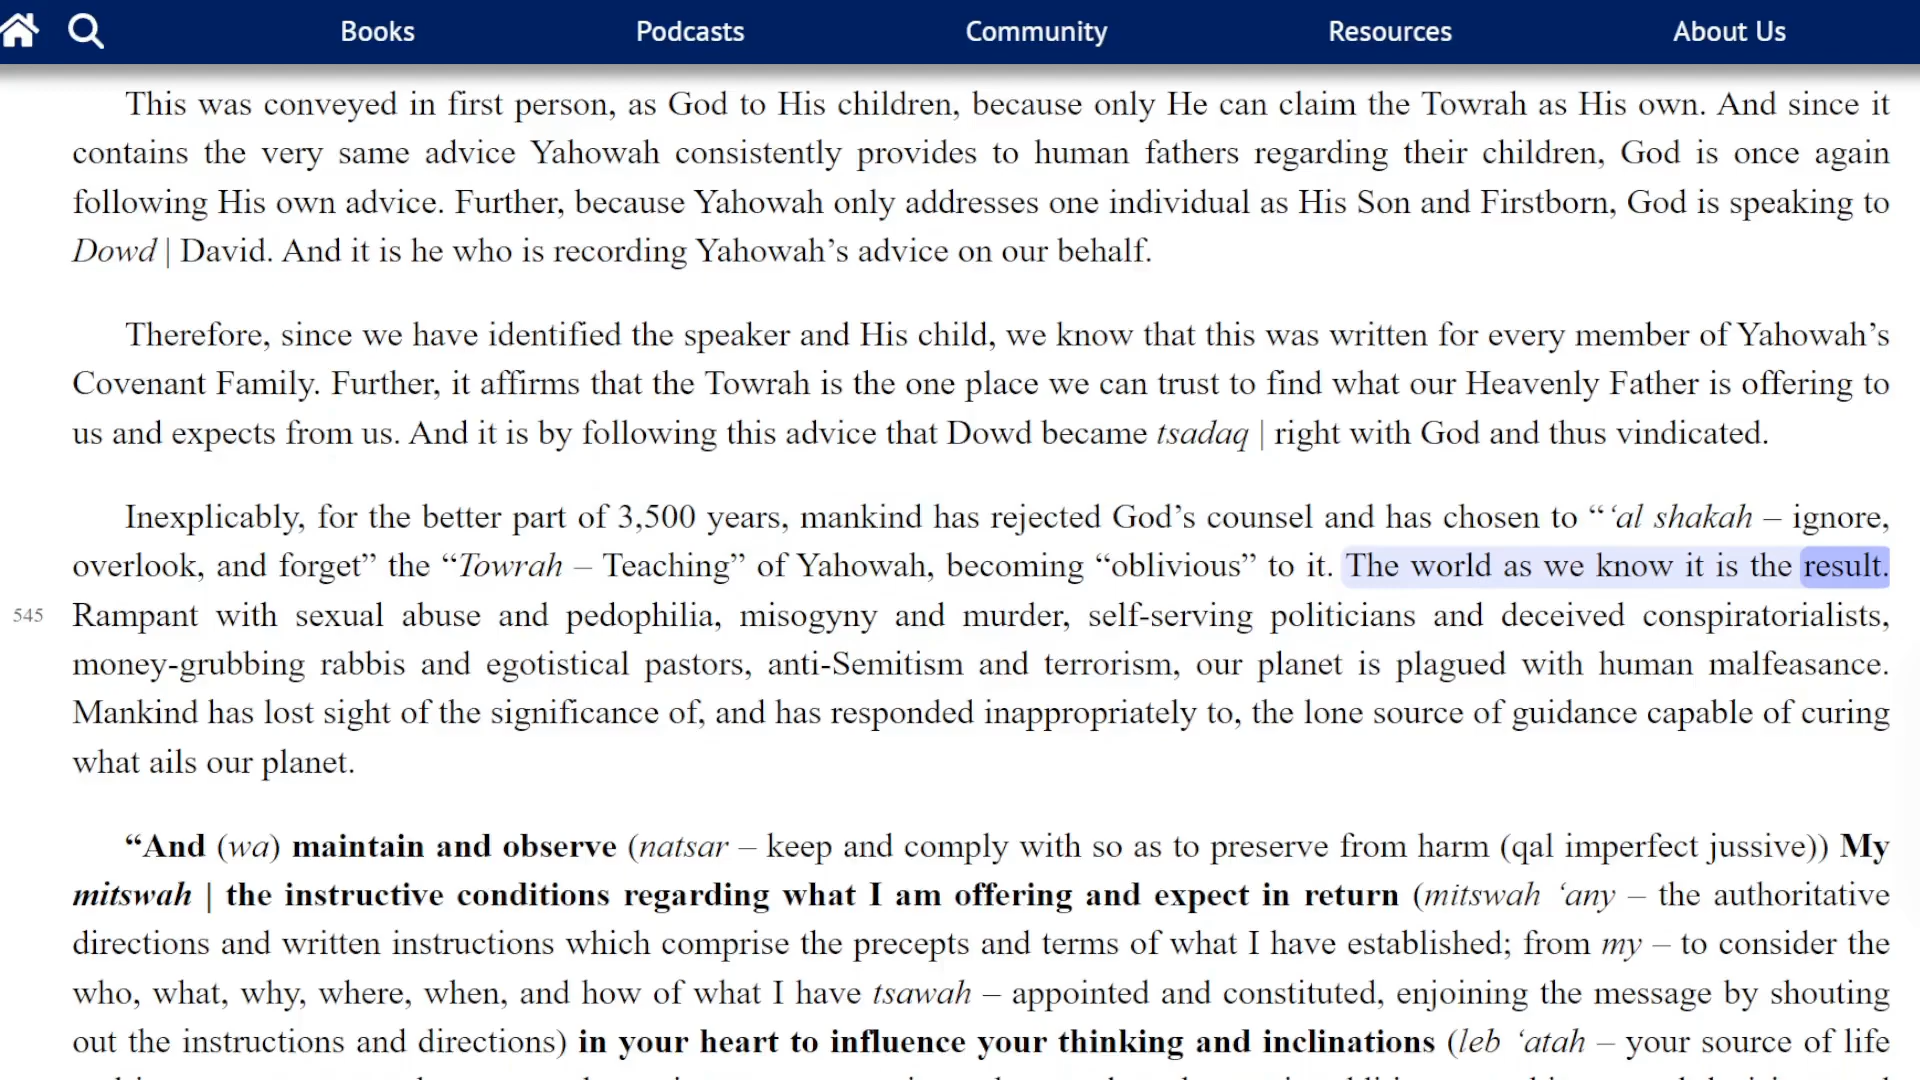 Books Podcasts Community Resources About Us
This was conveyed in first person, as God to His children, because only He can claim the Towrah as His own. And since it
contains the very same advice Yahowah consistently provides to human fathers regarding their children, God is once again
following His own advice. Further, because Yahowah only addresses one individual as His Son and Firstborn, God is speaking to
Dowd | David. And it is he who is recording Yahowah’s advice on our behalf.
Therefore, since we have identified the speaker and His child, we know that this was written for every member of Yahowah’s
Covenant Family. Further, it affirms that the Towrah is the one place we can trust to find what our Heavenly Father is offering to
us and expects from us. And it is by following this advice that Dowd became tsadaq | right with God and thus vindicated.
Inexplicably, for the better part of 3,500 years, mankind has rejected God’s counsel and has chosen to “‘al shakah – ignore,
overlook, and forget” the “Towrah – Teaching” of Yahowah, becoming “oblivious” to it. The world as we know it is the result.
545 Rampant with sexual abuse and pedophilia, misogyny and murder, self-serving politicians and deceived conspiratorialists,
money-grubbing rabbis and egotistical pastors, anti-Semitism and terrorism, our planet is plagued with human malfeasance.
Mankind has lost sight of the significance of, and has responded inappropriately to, the lone source of guidance capable of curing
what ails our planet.
“And (wa) maintain and observe (natsar – keep and comply with so as to preserve from harm (qal imperfect jussive)) My
mitswah | the instructive conditions regarding what I am offering and expect in return (mitswah ‘any – the authoritative
directions and written instructions which comprise the precepts and terms of what I have established; from my – to consider the
who, what, why, where, when, and how of what I have tsawah – appointed and constituted, enjoining the message by shouting
out the instructions and directions) in your heart to influence your thinking and inclinations (leb ‘atah – your source of life